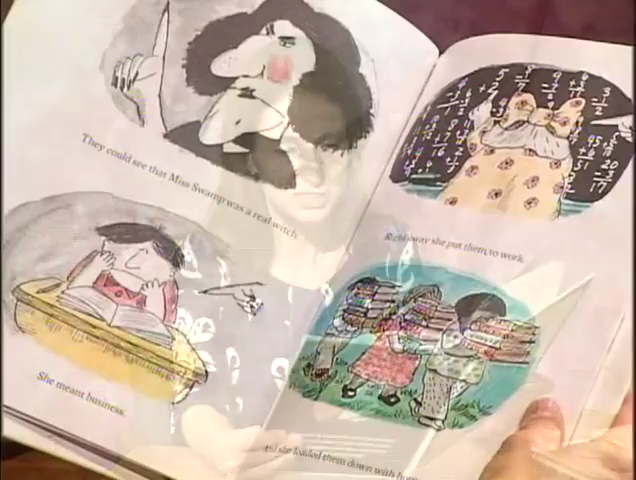 They could see that Miss Swamp was a real witch.
She meant business.
Right away she put them to work.
And she loaded them down with